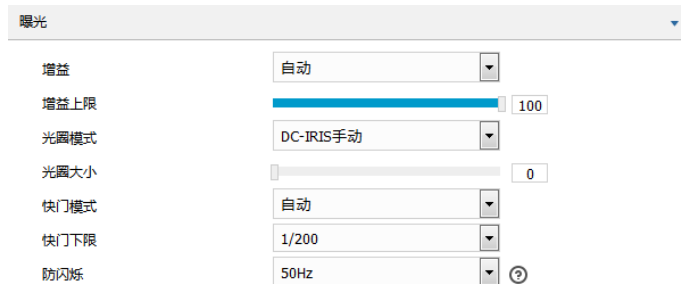 曝光
增益 自动
增益上限 100
光圈模式 DC-IRIS手动
光圈大小 0
快门模式 自动
快门下限 1/200
防闪烁 50Hz ?